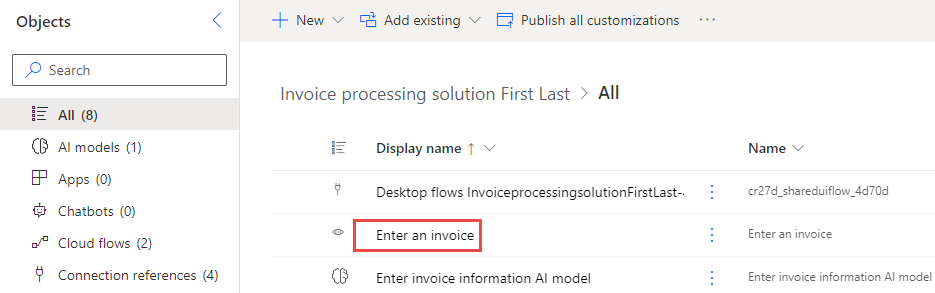 Objects
Search
All (8)
AI models (1)
Apps (0)
Chatbots (0)
Cloud flows (2)
Connection references (4)
New Add existing Publish all customizations ...
Invoice processing solution First Last > All
Display name ↑ Name
Desktop flows InvoiceprocessingsolutionFirstLast- cr27d_shareduiflow_4d70d
Enter an invoice Enter an invoice
Enter invoice information AI model Enter invoice information AI model